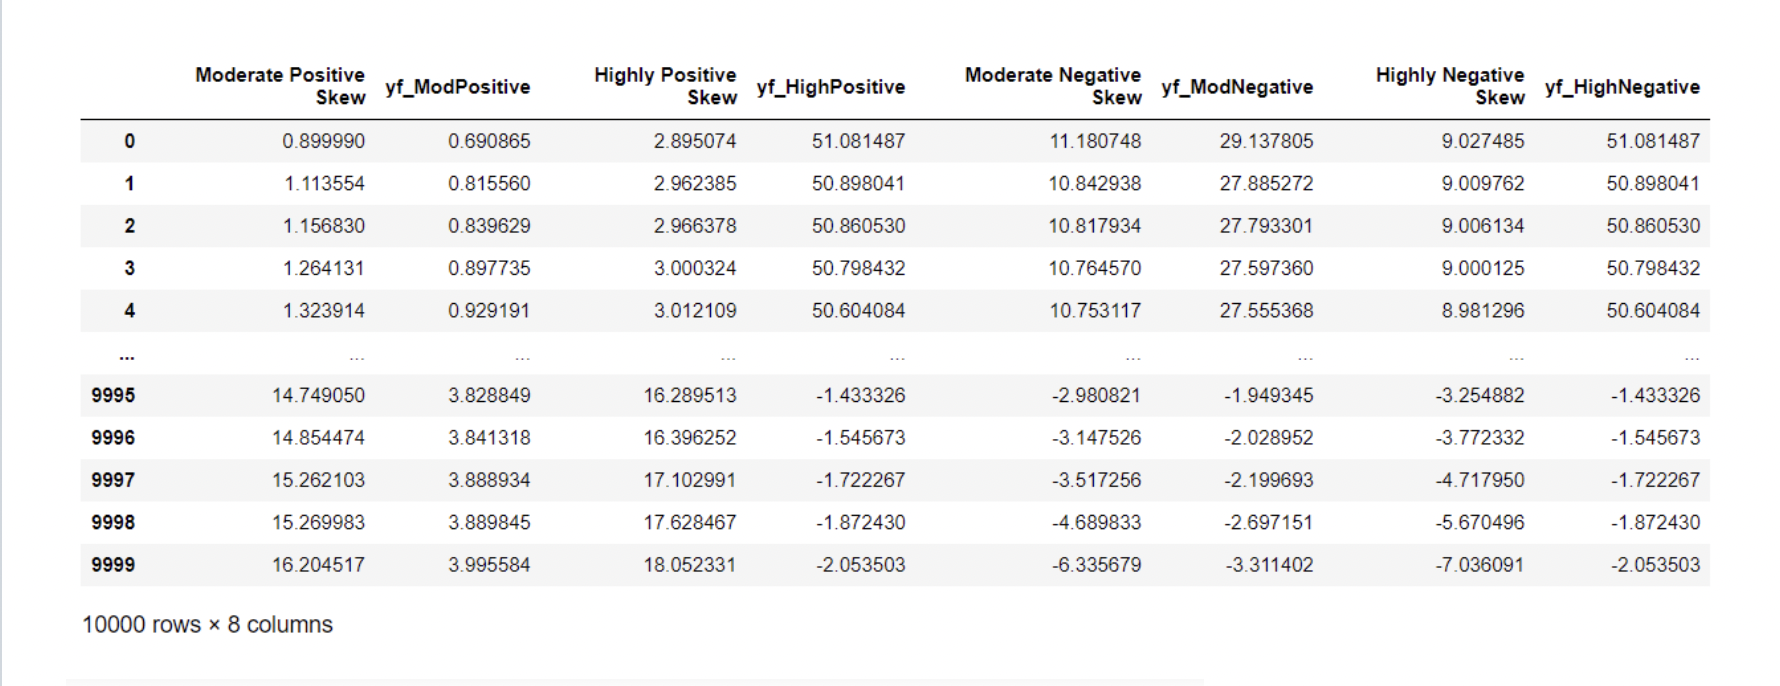 Moderate Positive Skew yf_ModPositive Highly Positive Skew yf_HighPositive Moderate Negative Skew yf_ModNegative Highly Negative Skew yf_HighNegative
0 0.899990 0.690865 2.895074 51.081487 11.180748 29.137805 9.027485 51.081487
1 1.113554 0.815560 2.962385 50.898041 10.842938 27.885272 9.009762 50.898041
2 1.156830 0.839629 2.966378 50.860530 10.817934 27.793301 9.006134 50.860530
3 1.264131 0.897735 3.000324 50.798432 10.764570 27.597360 9.000125 50.798432
4 1.323914 0.929191 3.012109 50.604084 10.753117 27.555368 8.981296 50.604084
... ... ... ... ... ... ... ... ...
9995 14.749050 3.828849 16.289513 -1.433326 -2.980821 -1.949345 -3.254882 -1.433326
9996 14.854474 3.841318 16.396252 -1.545673 -3.147526 -2.028952 -3.772332 -1.545673
9997 15.262103 3.888934 17.102991 -1.722267 -3.517256 -2.199693 -4.717950 -1.722267
9998 15.269983 3.889845 17.628467 -1.872430 -4.689833 -2.697151 -5.670496 -1.872430
9999 16.204517 3.995584 18.052331 -2.053503 -6.335679 -3.311402 -7.036091 -2.053503
10000 rows × 8 columns